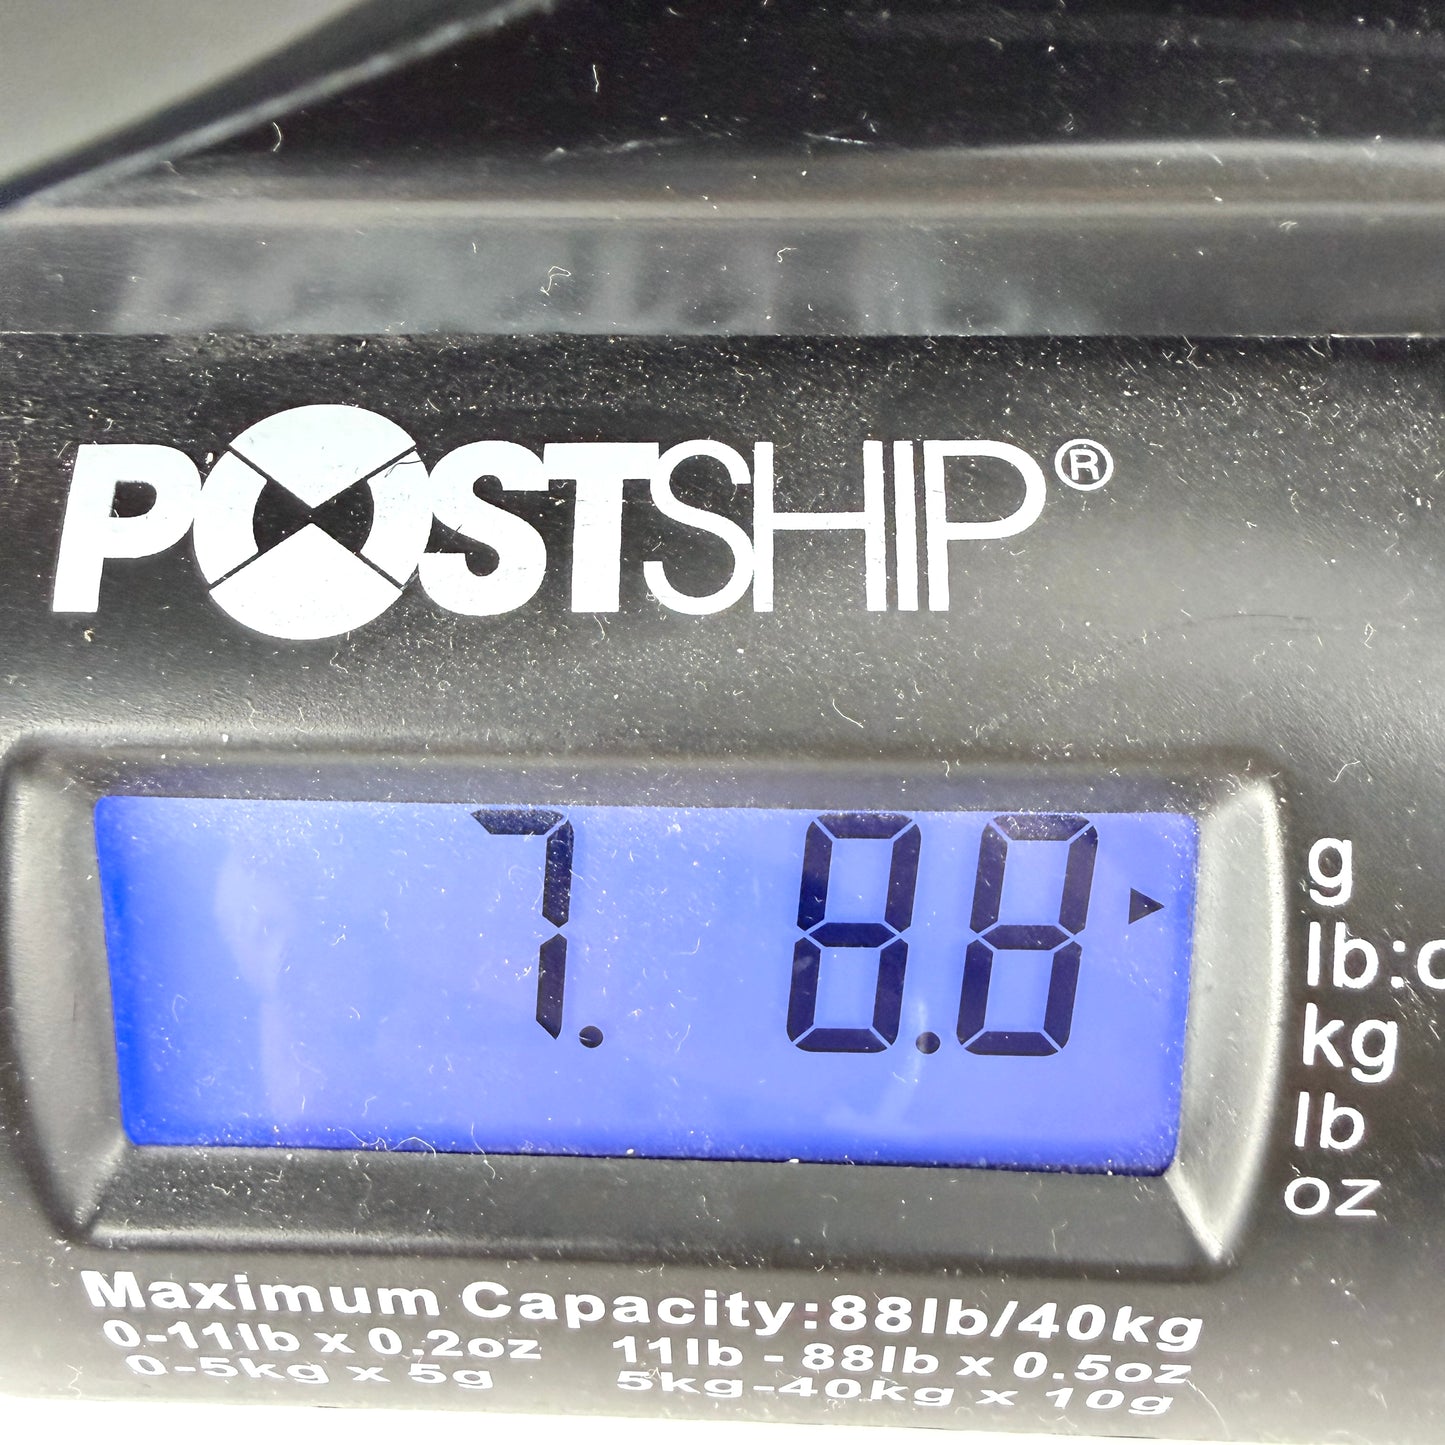 POSTSHIP®
7. 8.8
g
lb:
kg
lb
oz
Maximum Capacity:88lb/40kg
0-11lb x 0.2oz 11lb - 88lb x 0.5oz
0-5kg x 5g 5kg-40kg x 10g